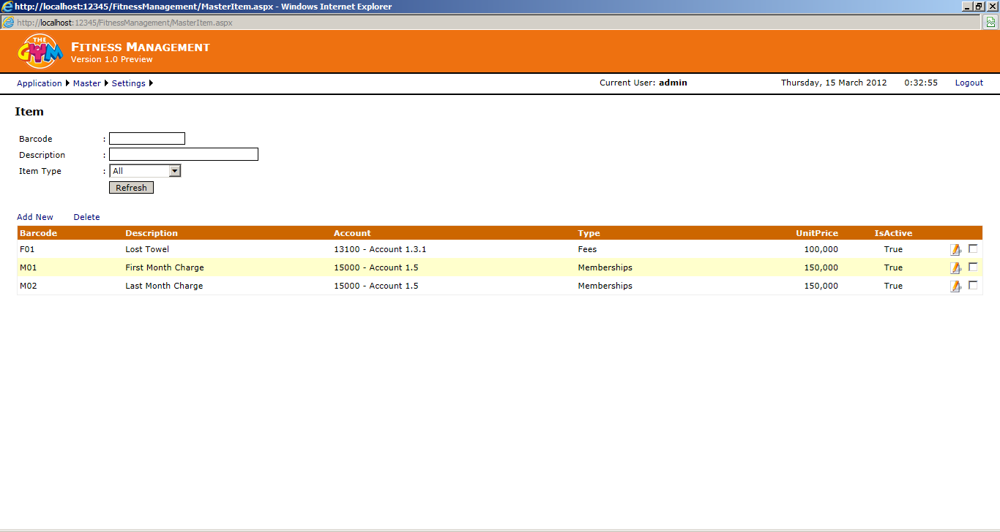 http://localhost:12345/FitnessManagement/MasterItem.aspx - Windows Internet Explorer
http://localhost:12345/FitnessManagement/MasterItem.aspx
THE GYM
FITNESS MANAGEMENT
Version 1.0 Preview
Application Master Settings Current User: admin Thursday, 15 March 2012 0:32:55 Logout
Item
Barcode :
Description :
Item Type : All
Refresh
Add New Delete
Barcode Description Account Type UnitPrice IsActive
F01 Lost Towel 13100 - Account 1.3.1 Fees 100,000 True
M01 First Month Charge 15000 - Account 1.5 Memberships 150,000 True
M02 Last Month Charge 15000 - Account 1.5 Memberships 150,000 True